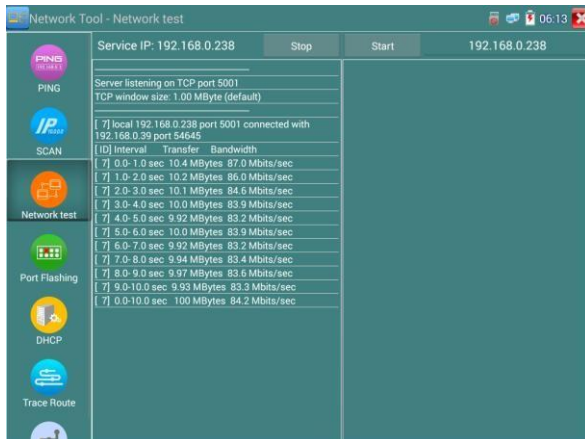 Network Tool - Network test
06:13
Service IP: 192.168.0.238
Stop
Start
192.168.0.238
PING
PING
SCAN
Network test
Port Flashing
DHCP
Trace Route
Server listening on TCP port 5001
TCP window size: 1.00 MByte (default)
[ 7] local 192.168.0.238 port 5001 connected with
192.168.0.39 port 54645
[ ID] Interval Transfer Bandwidth
[ 7] 0.0- 1.0 sec 10.4 MBytes 87.0 Mbits/sec
[ 7] 1.0- 2.0 sec 10.2 MBytes 86.0 Mbits/sec
[ 7] 2.0- 3.0 sec 10.1 MBytes 84.6 Mbits/sec
[ 7] 3.0- 4.0 sec 10.0 MBytes 83.9 Mbits/sec
[ 7] 4.0- 5.0 sec 9.92 MBytes 83.2 Mbits/sec
[ 7] 5.0- 6.0 sec 10.0 MBytes 83.9 Mbits/sec
[ 7] 6.0- 7.0 sec 9.92 MBytes 83.2 Mbits/sec
[ 7] 7.0- 8.0 sec 9.94 MBytes 83.4 Mbits/sec
[ 7] 8.0- 9.0 sec 9.97 MBytes 83.6 Mbits/sec
[ 7] 9.0-10.0 sec 9.93 MBytes 83.3 Mbits/sec
[ 7] 0.0-10.0 sec 100 MBytes 84.2 Mbits/sec